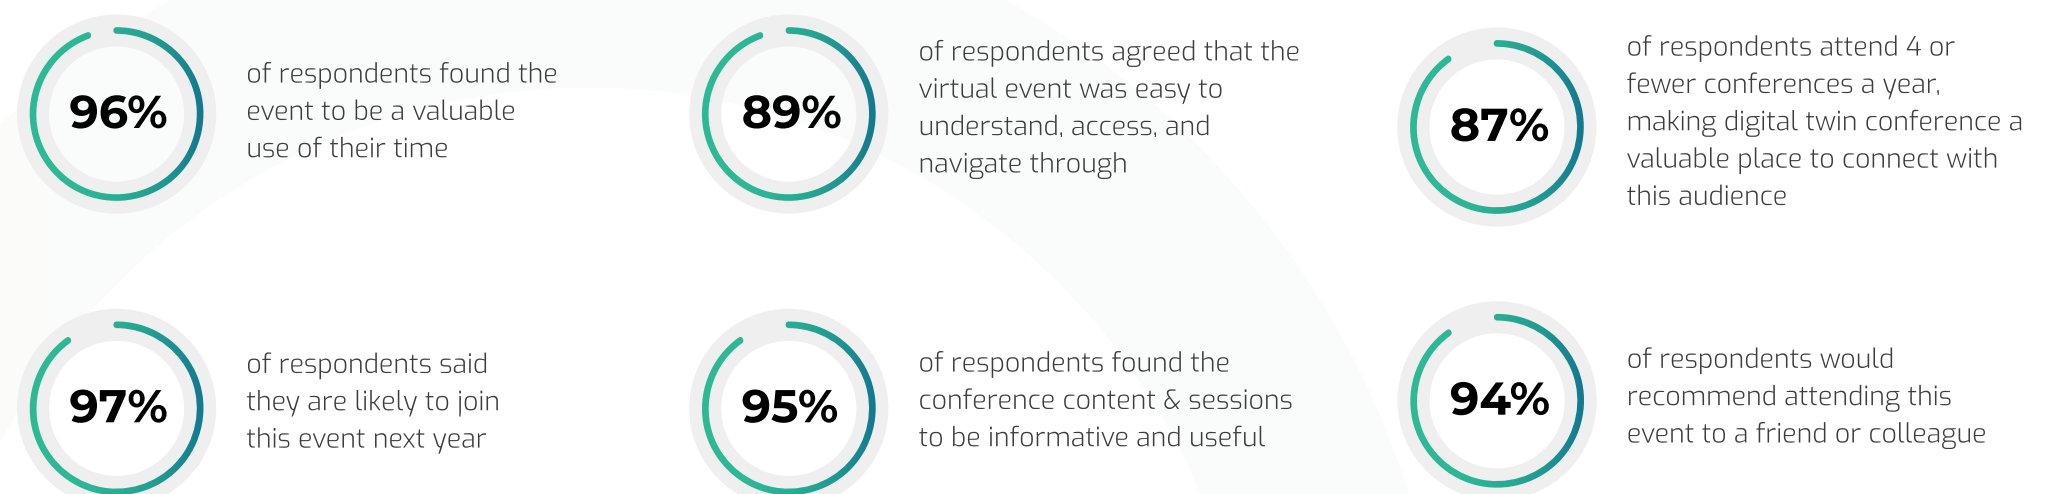 96%
of respondents found the
event to be a valuable
use of their time
89%
of respondents agreed that the
virtual event was easy to
understand, access, and
navigate through
87%
of respondents attend 4 or
fewer conferences a year,
making digital twin conference a
valuable place to connect with
this audience
97%
of respondents said
they are likely to join
this event next year
95%
of respondents found the
conference content & sessions
to be informative and useful
94%
of respondents would
recommend attending this
event to a friend or colleague